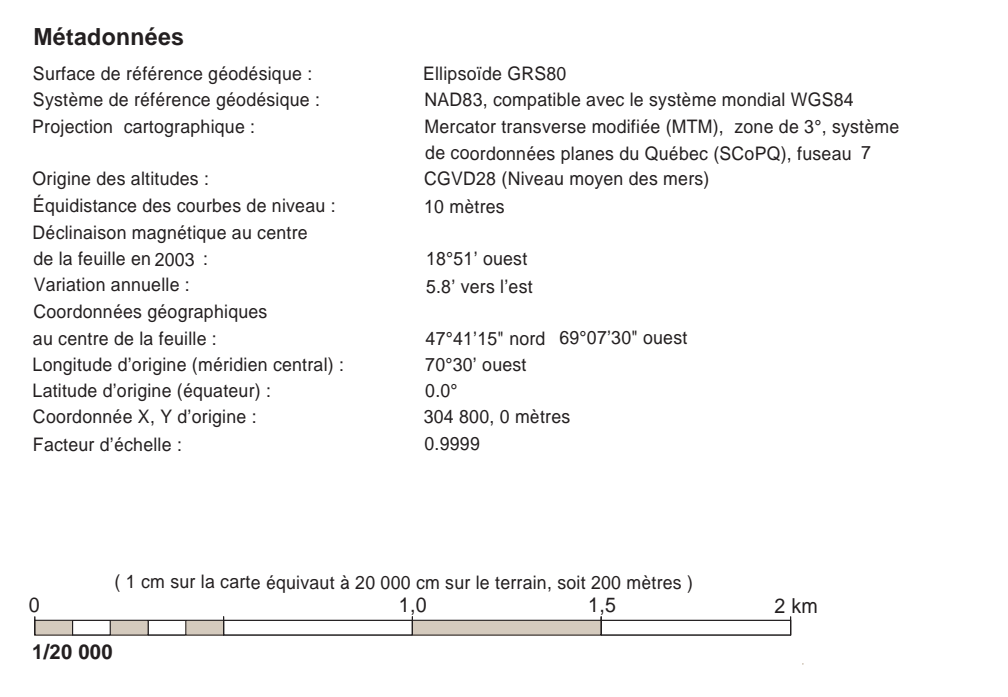 Métadonnées
Surface de référence géodésique : Ellipsoïde GRS80
Système de référence géodésique : NAD83, compatible avec le système mondial WGS84
Projection cartographique : Mercator transverse modifiée (MTM), zone de 3°, système
de coordonnées planes du Québec (SCoPQ), fuseau 7
Origine des altitudes : CGVD28 (Niveau moyen des mers)
Équidistance des courbes de niveau : 10 mètres
Déclinaison magnétique au centre
de la feuille en 2003 : 18°51’ ouest
Variation annuelle : 5.8’ vers l’est
Coordonnées géographiques
au centre de la feuille : 47°41’15" nord 69°07’30" ouest
Longitude d’origine (méridien central) : 70°30’ ouest
Latitude d’origine (équateur) : 0.0°
Coordonnée X, Y d’origine : 304 800, 0 mètres
Facteur d’échelle : 0.9999
( 1 cm sur la carte équivaut à 20 000 cm sur le terrain, soit 200 mètres )
0 1,0 1,5 2 km
1/20 000